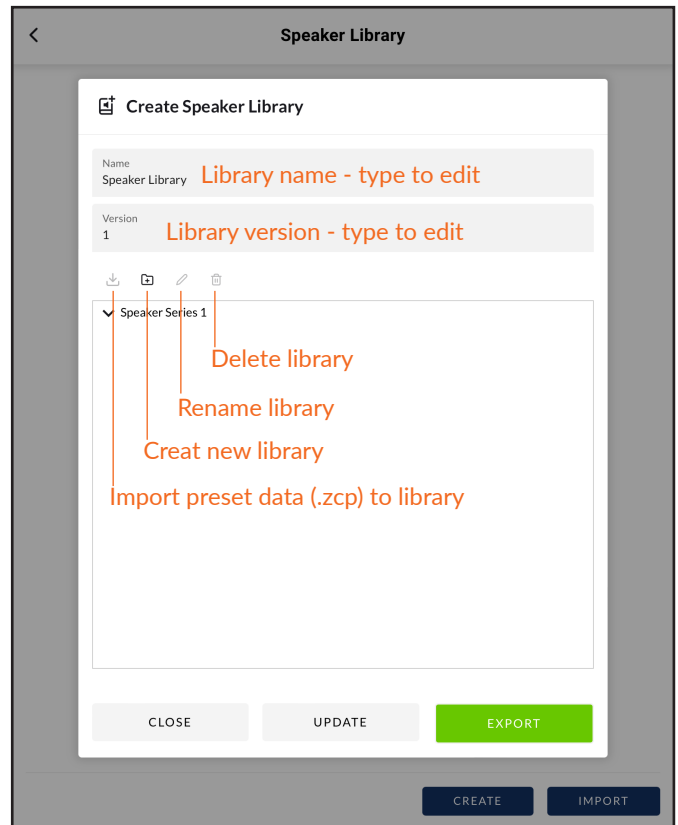 Speaker Library
Create Speaker Library
Name
Speaker Library
Library name - type to edit
Version
1
Library version - type to edit
Speaker Series 1
Delete library
Rename library
Creat new library
Import preset data (.zcp) to library
CLOSE
UPDATE
EXPORT
CREATE
IMPORT